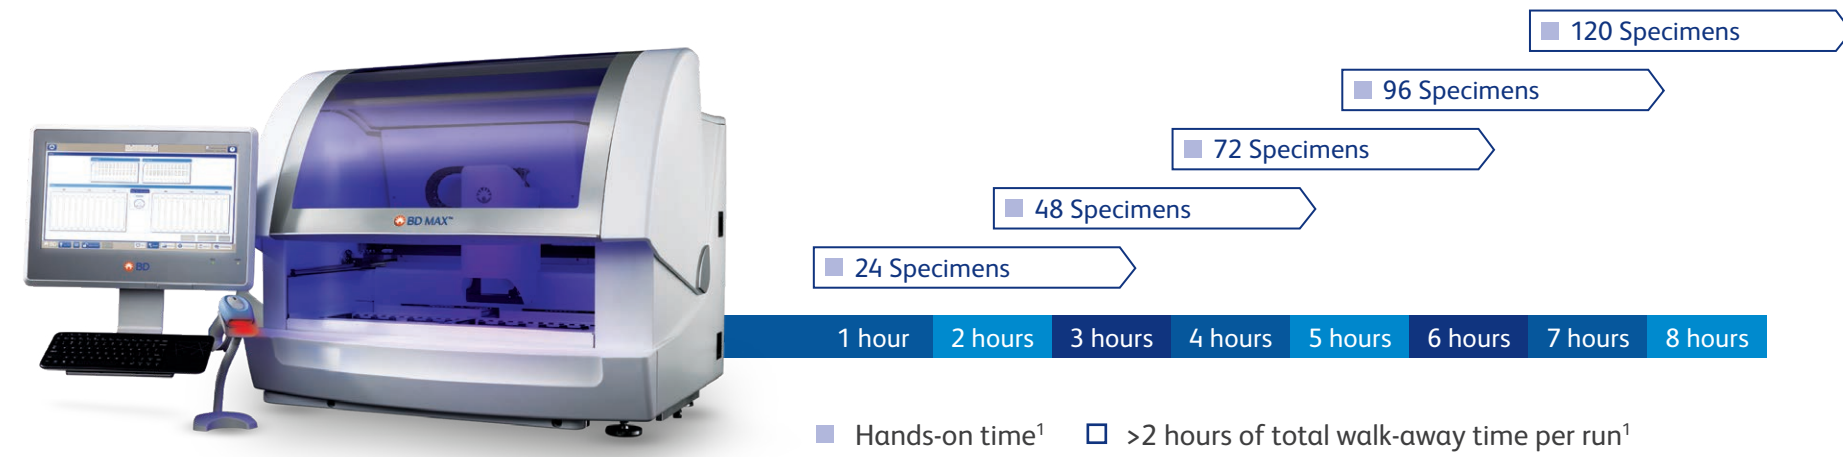 120 Specimens
96 Specimens
72 Specimens
48 Specimens
24 Specimens
BD MAX™
BD
1 hour 2 hours 3 hours 4 hours 5 hours 6 hours 7 hours 8 hours
Hands-on time¹ >2 hours of total walk-away time per run¹